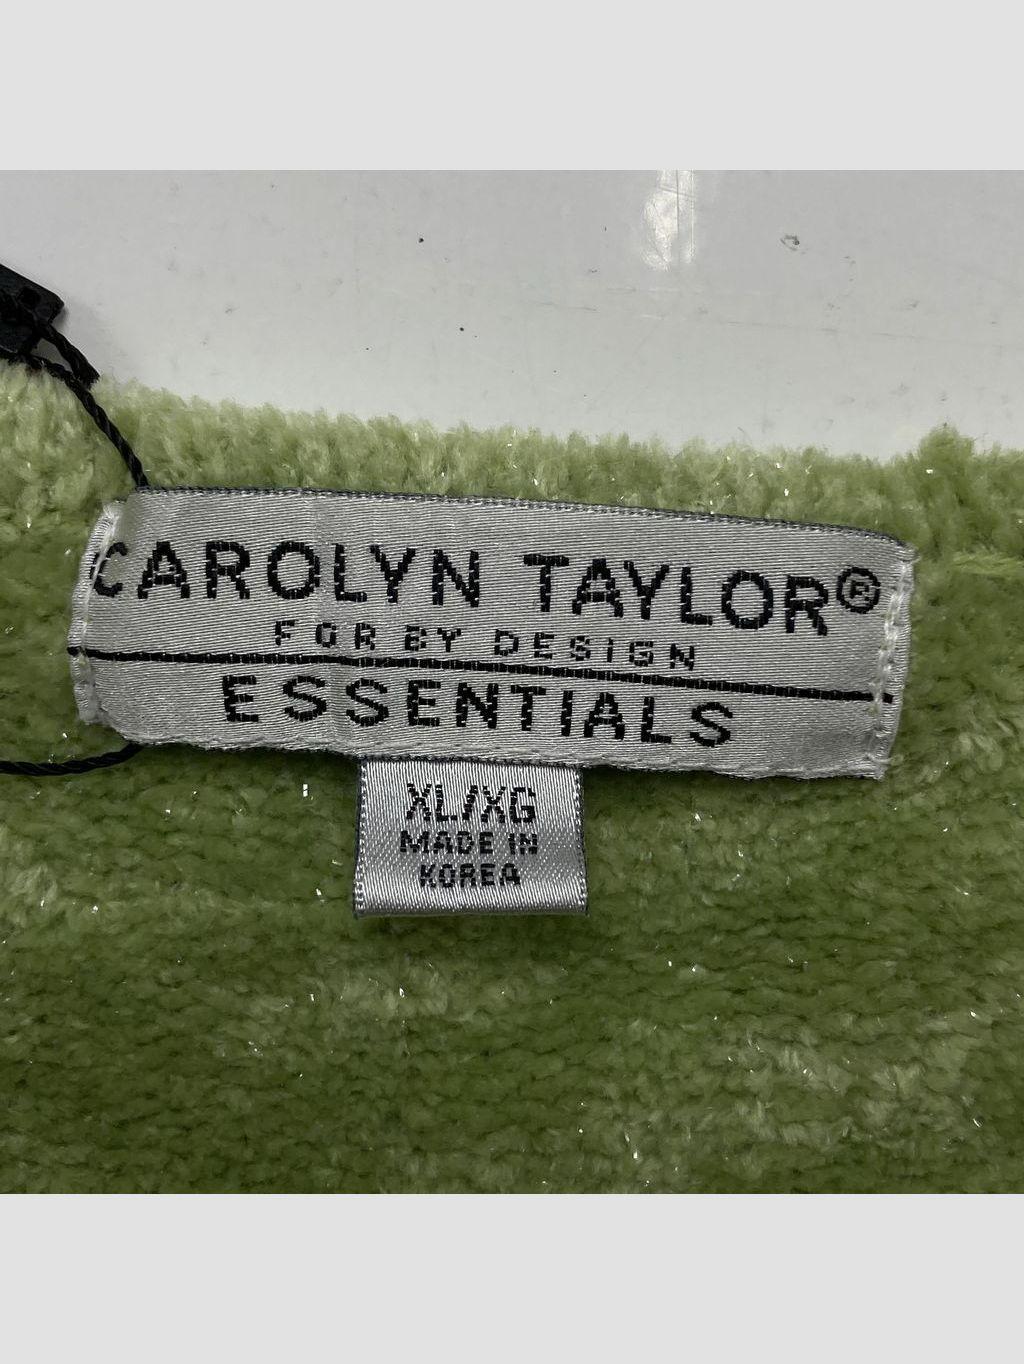 CAROLYN TAYLOR®
FOR BY DESIGN
ESSENTIALS
XL/XG
MADE IN
KOREA